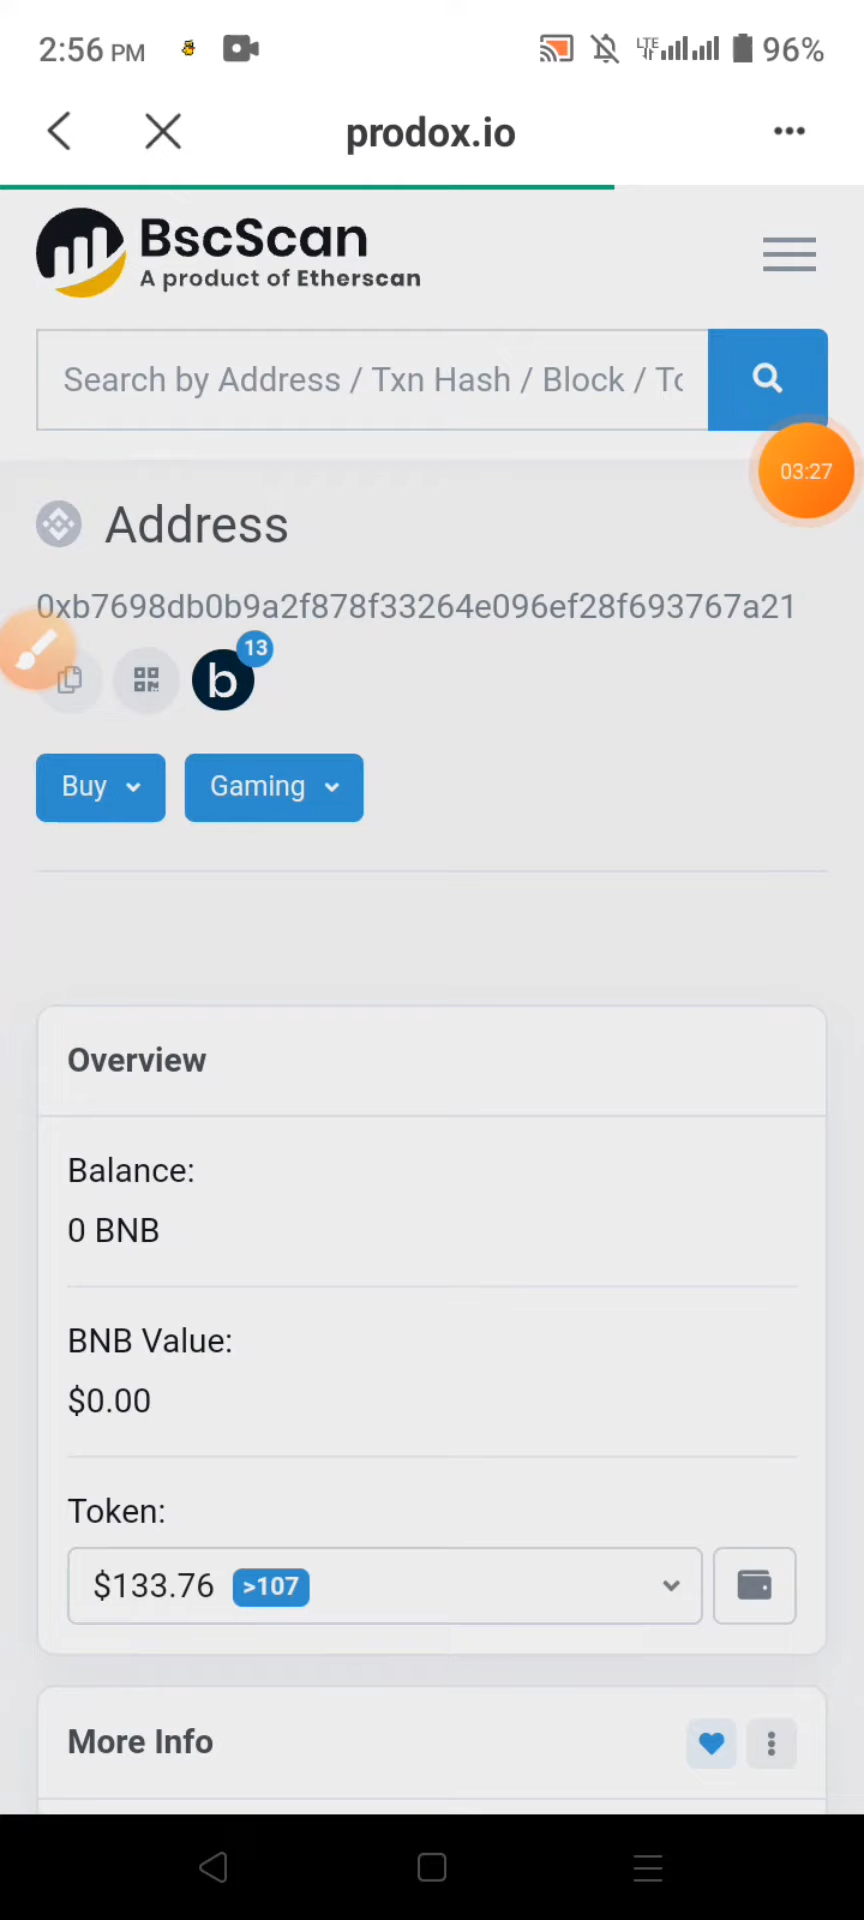 2:56 PM
LTE
96%
prodox.io
BscScan
A product of Etherscan
Search by Address / Txn Hash / Block / To
03:27
Address
0xb7698db0b9a2f878f33264e096ef28f693767a21
b 13
Buy Gaming
Overview
Balance:
0 BNB
BNB Value:
$0.00
Token:
$133.76 >107
More Info